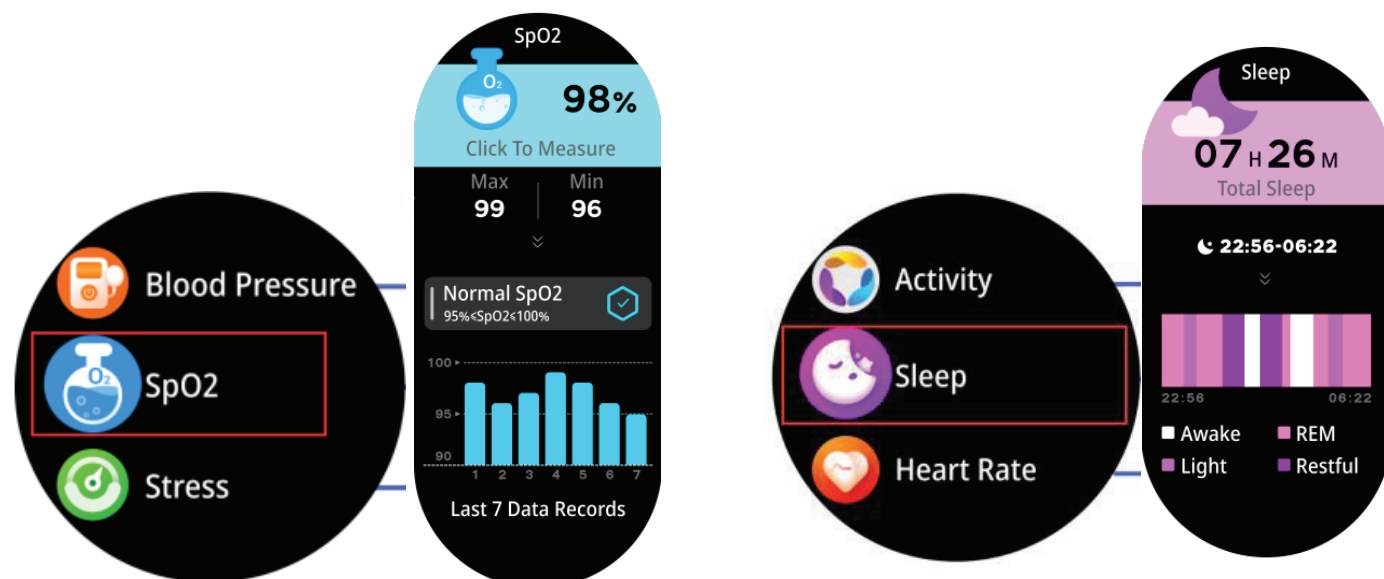 SpO2
O2
98%
Click To Measure
Max Min
99 96
Normal SpO2
95%<SpO2<100%
100
95
90
1 2 3 4 5 6 7
Last 7 Data Records
Blood Pressure
O2
SpO2
Stress
Sleep
07 H 26 M
Total Sleep
22:56-06:22
22:56 06:22
Awake REM
Light Restful
Activity
Sleep
Heart Rate